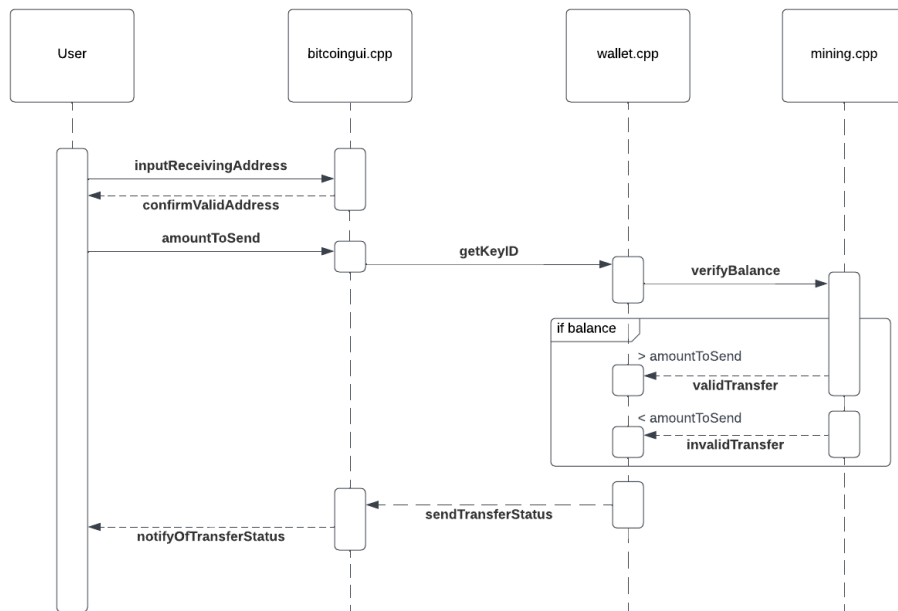 User
bitcoingui.cpp
wallet.cpp
mining.cpp
inputReceivingAddress
confirmValidAddress
amountToSend
getKeyID
verifyBalance
if balance
> amountToSend
validTransfer
< amountToSend
invalidTransfer
sendTransferStatus
notifyOfTransferStatus